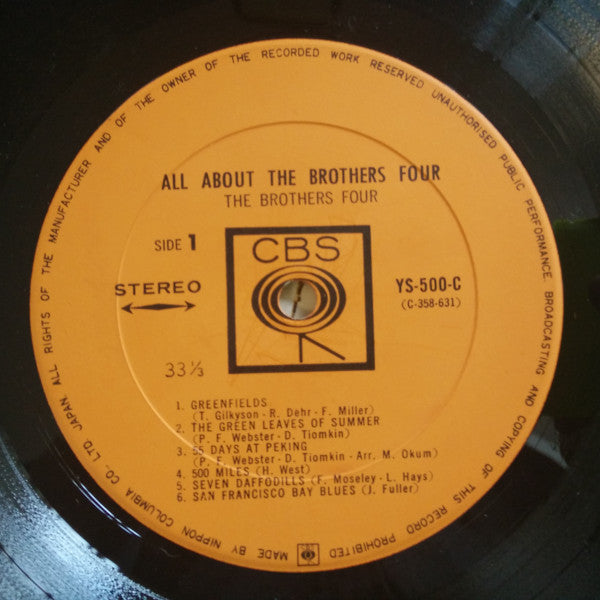 ALL RIGHTS OF THE MANUFACTURER AND OF THE OWNER OF THE RECORDED WORK RESERVED UNAUTHORISED PUBLIC PERFORMANCE. BROADCASTING AND COPYING OF THIS RECORD PROHIBITED
MADE BY NIPPON COLUMBIA CO. LTD JAPAN.
ALL ABOUT THE BROTHERS FOUR
THE BROTHERS FOUR
SIDE 1
CBS
STEREO
YS-500-C
(C-358-631)
33 1/3
1. GREENFIELDS
(T. Gilkyson - R. Dehr - F. Miller)
2. THE GREEN LEAVES OF SUMMER
(P. F. Webster - D. Tiomkin)
3. 55 DAYS AT PEKING
(P. F. Webster - D. Tiomkin - Arr. M. Okum)
4. 500 MILES (H. West)
5. SEVEN DAFFODILLS (F. Moseley - L. Hays)
6. SAN FRANCISCO BAY BLUES (J. Fuller)